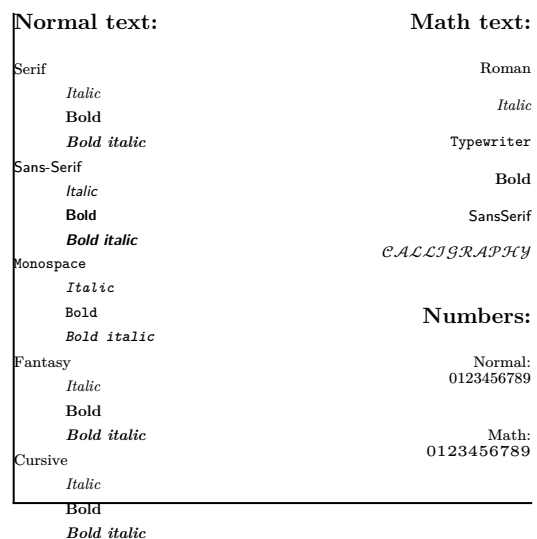 Normal text:
Serif
Italic
Bold
Bold italic
Sans-Serif
Italic
Bold
Bold italic
Monospace
Italic
Bold
Bold italic
Fantasy
Italic
Bold
Bold italic
Cursive
Italic
Bold
Bold italic
Math text:
Roman
Italic
Typewriter
Bold
SansSerif
CALLIGRAPHY
Numbers:
Normal:
0123456789
Math:
0123456789